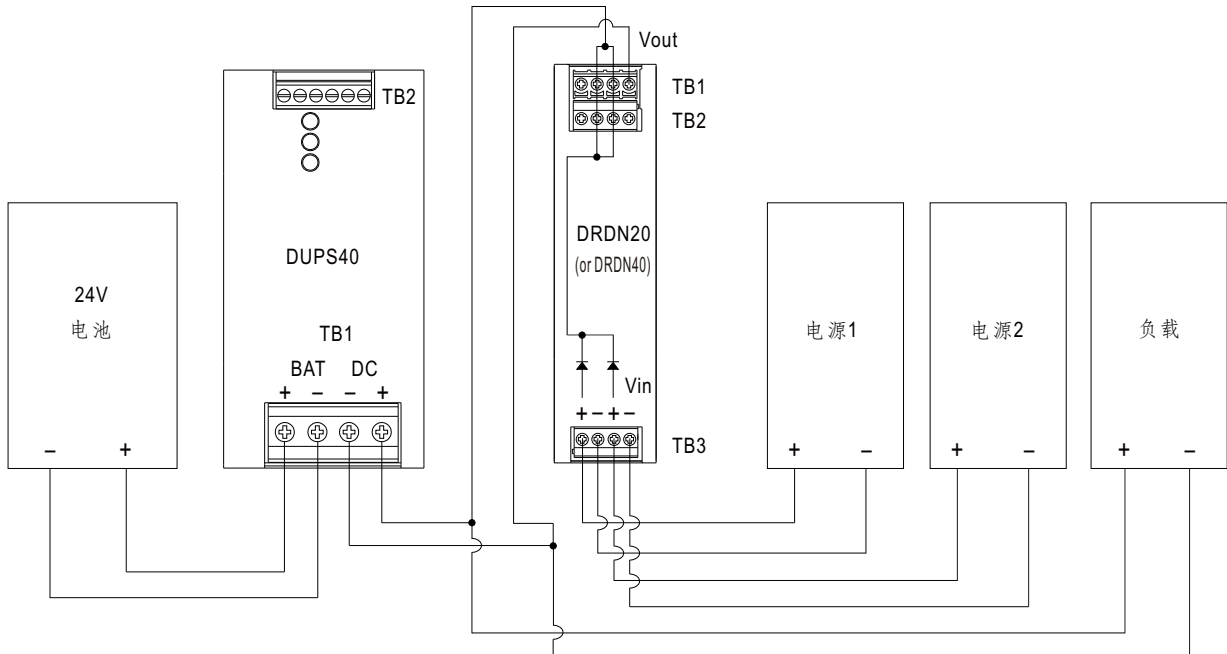 Vout
TB2
TB1
TB2
DUPS40
DRDN20
(or DRDN40)
24V
电池
TB1
BAT DC
+ − − +
Vin
+−+−
TB3
电源1
电源2
负载
− +
+ −
+ −
+ −